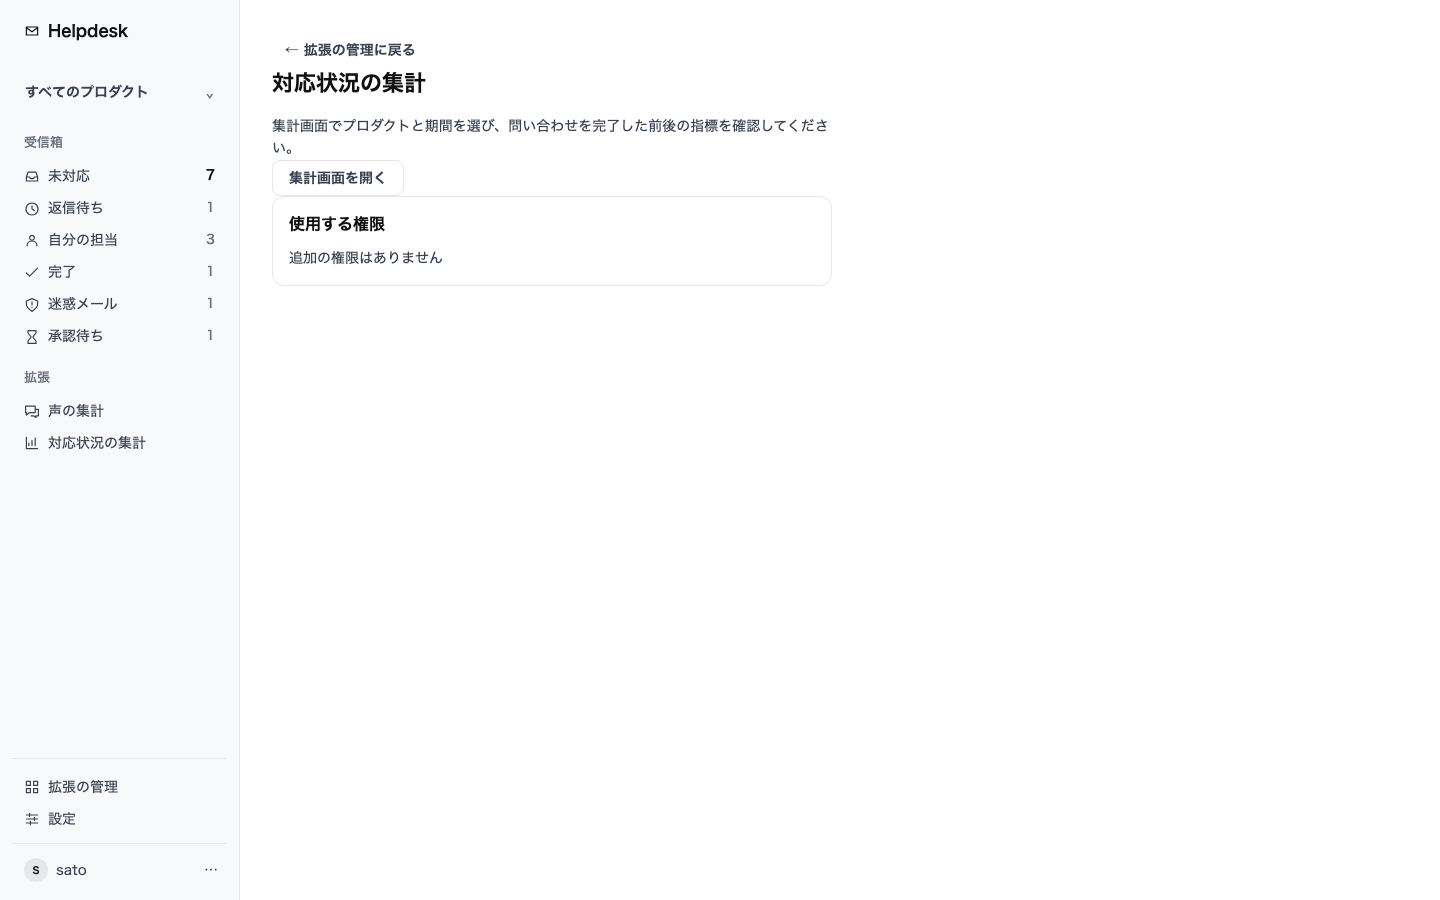 Helpdesk
すべてのプロダクト
受信箱
未対応 7
返信待ち 1
自分の担当 3
完了 1
迷惑メール 1
承認待ち 1
拡張
声の集計
対応状況の集計
拡張の管理
設定
S sato ...
← 拡張の管理に戻る
対応状況の集計
集計画面でプロダクトと期間を選び、問い合わせを完了した前後の指標を確認してくださ
い。
集計画面を開く
使用する権限
追加の権限はありません